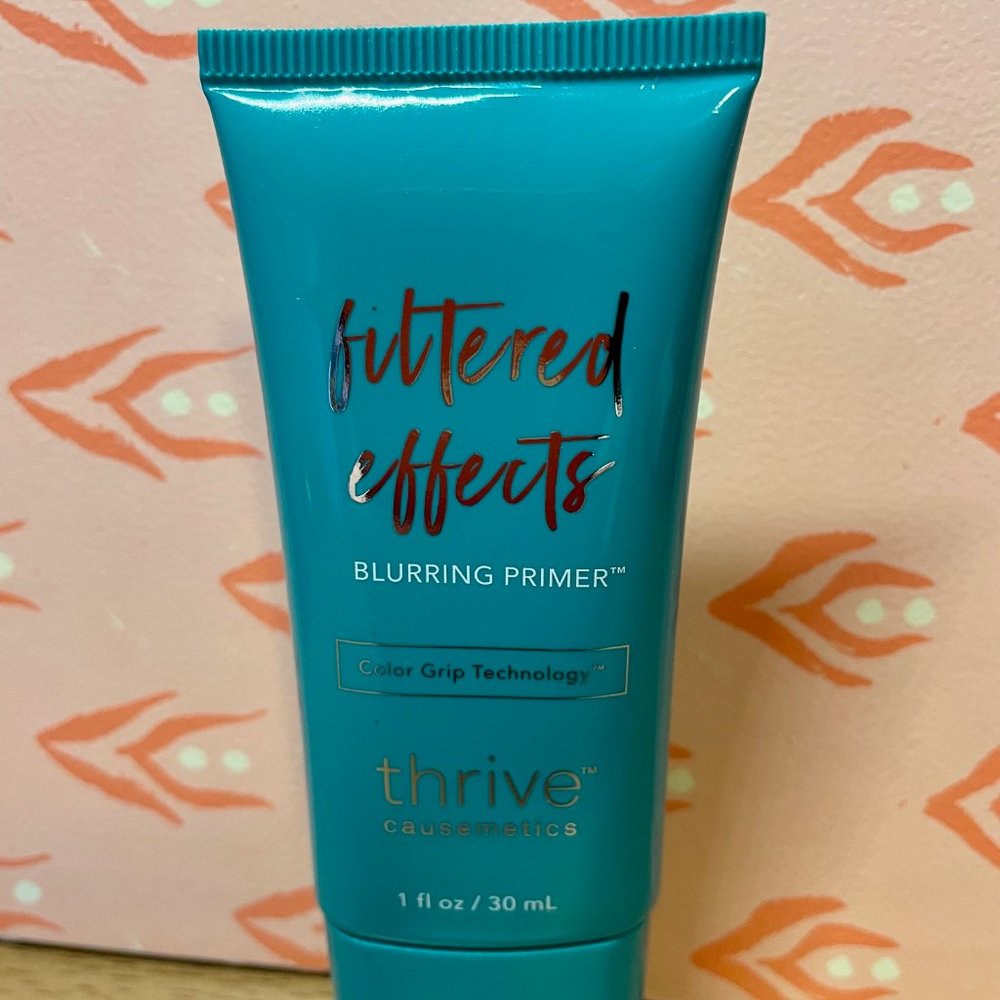 filtered
effects
BLURRING PRIMER™
Color Grip Technology™
thrive™
causemetics
1 fl oz / 30 mL